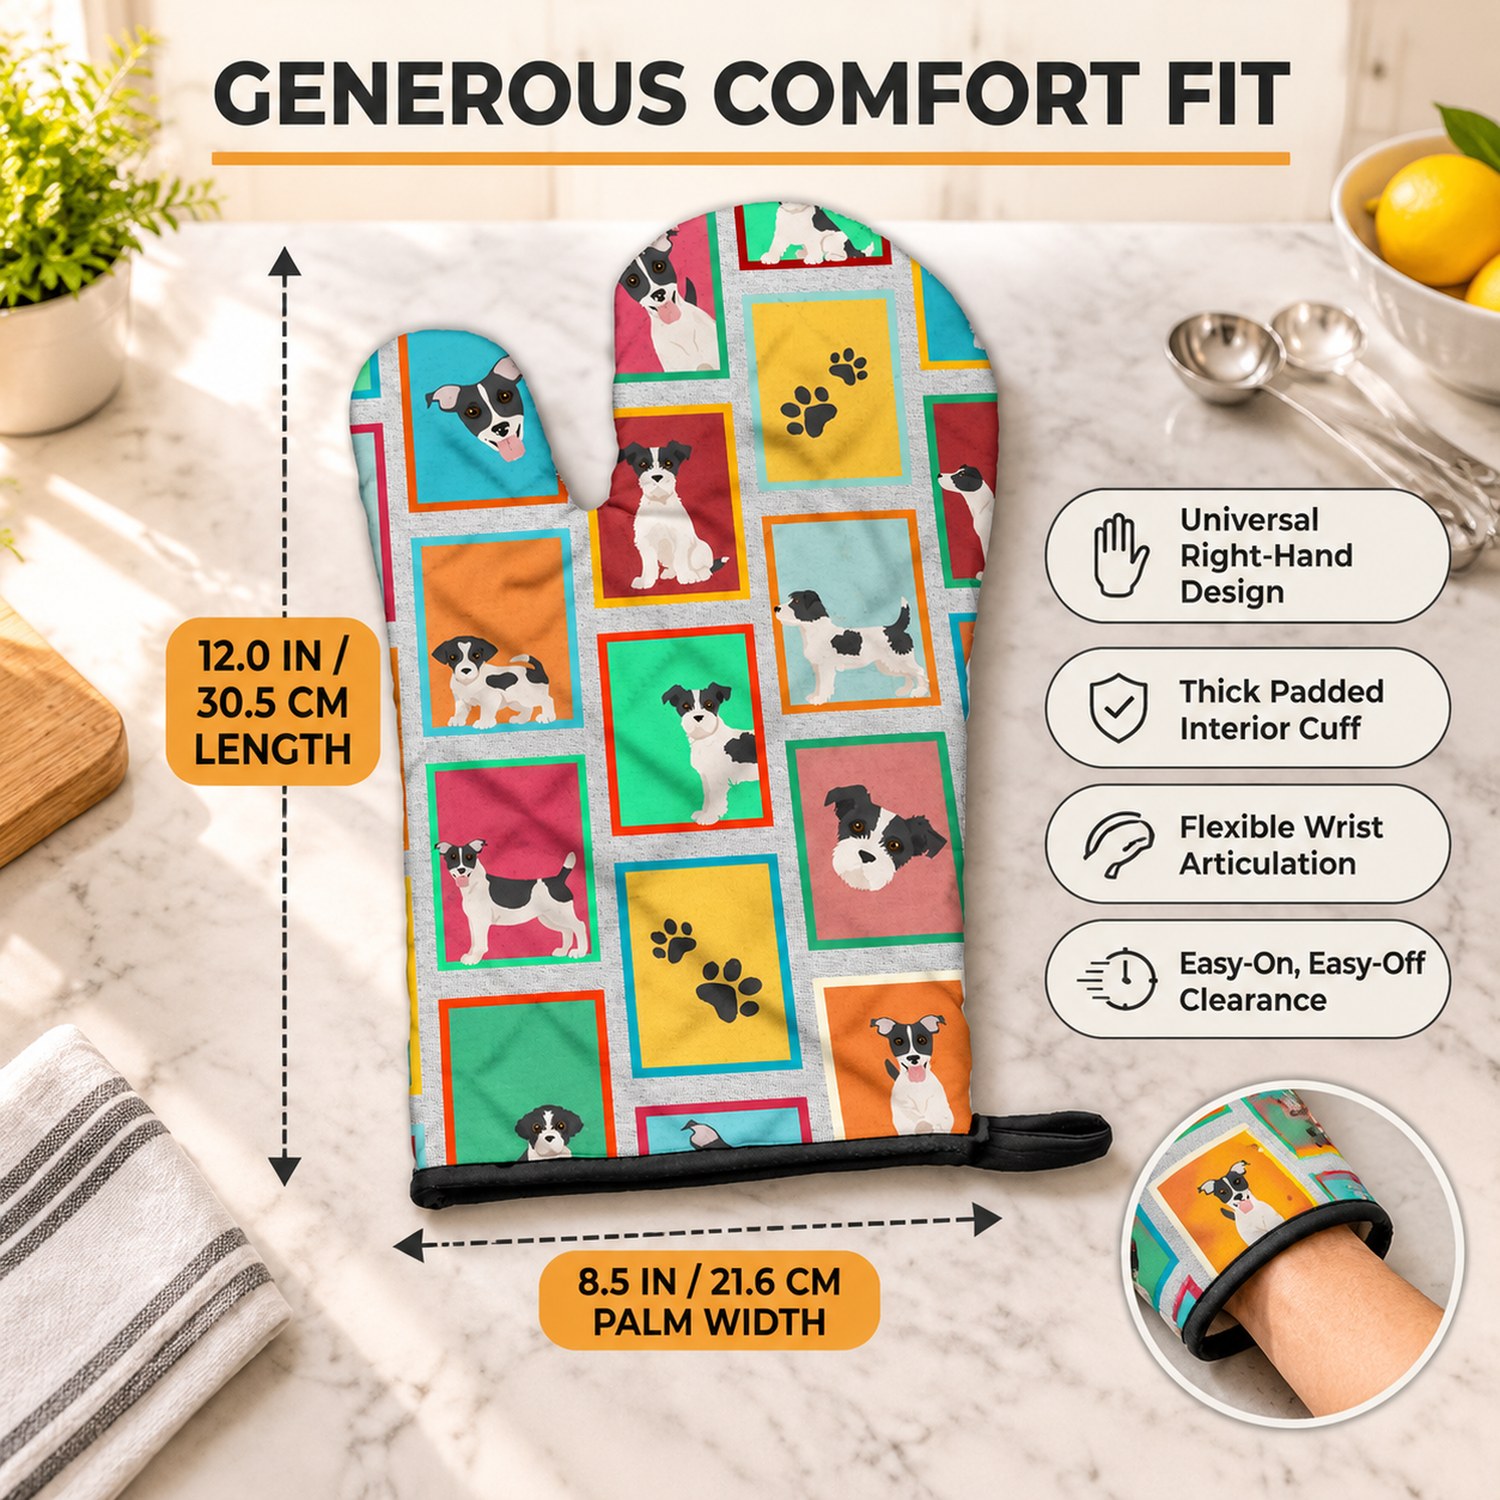 GENEROUS COMFORT FIT
12.0 IN /
30.5 CM
LENGTH
Universal
Right-Hand
Design
Thick Padded
Interior Cuff
Flexible Wrist
Articulation
Easy-On, Easy-Off
Clearance
8.5 IN / 21.6 CM
PALM WIDTH